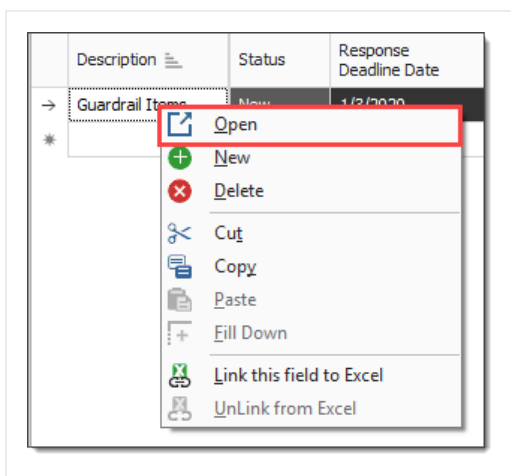 Description Status Response
Deadline Date
Guardrail Items New 1/3/2020
Open
New
Delete
Cut
Copy
Paste
Fill Down
Link this field to Excel
UnLink from Excel